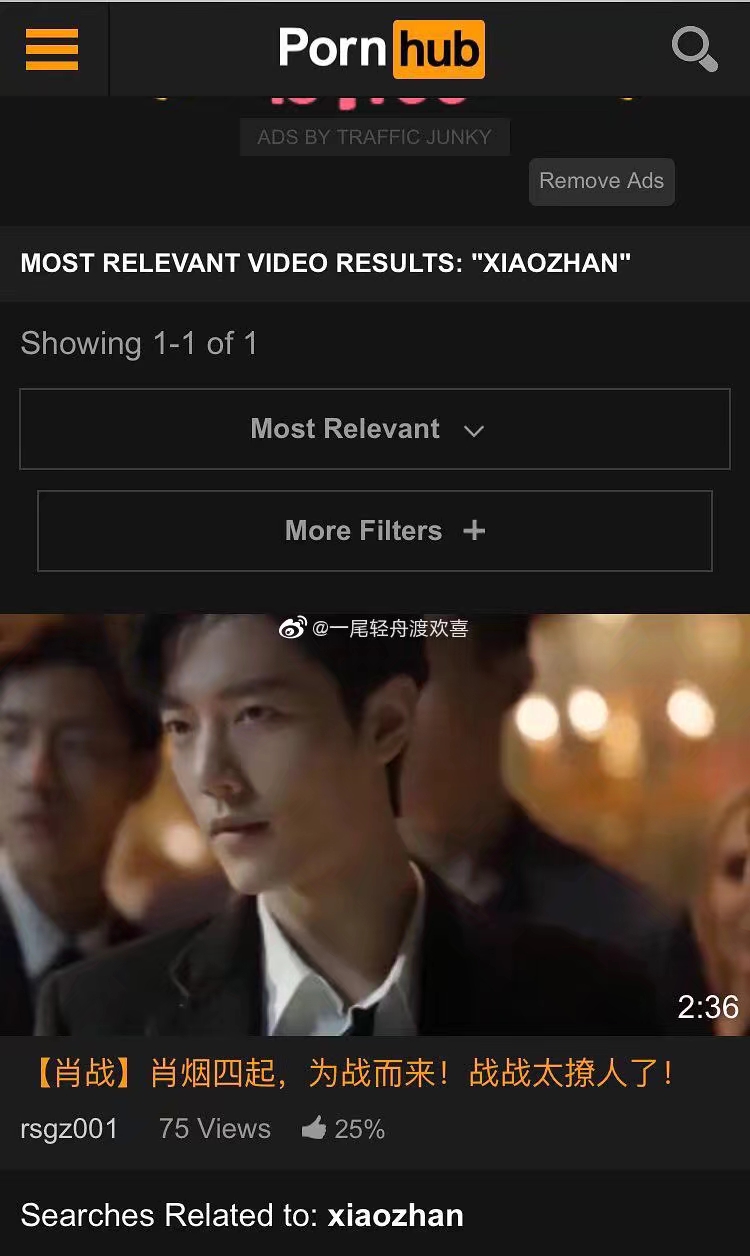 Pornhub
ADS BY TRAFFIC JUNKY
Remove Ads
MOST RELEVANT VIDEO RESULTS: "XIAOZHAN"
Showing 1-1 of 1
Most Relevant
More Filters +
@一尾轻舟渡欢喜
2:36
【肖战】肖烟四起，为战而来！战战太撩人了！
rsgz001 75 Views 25%
Searches Related to: xiaozhan